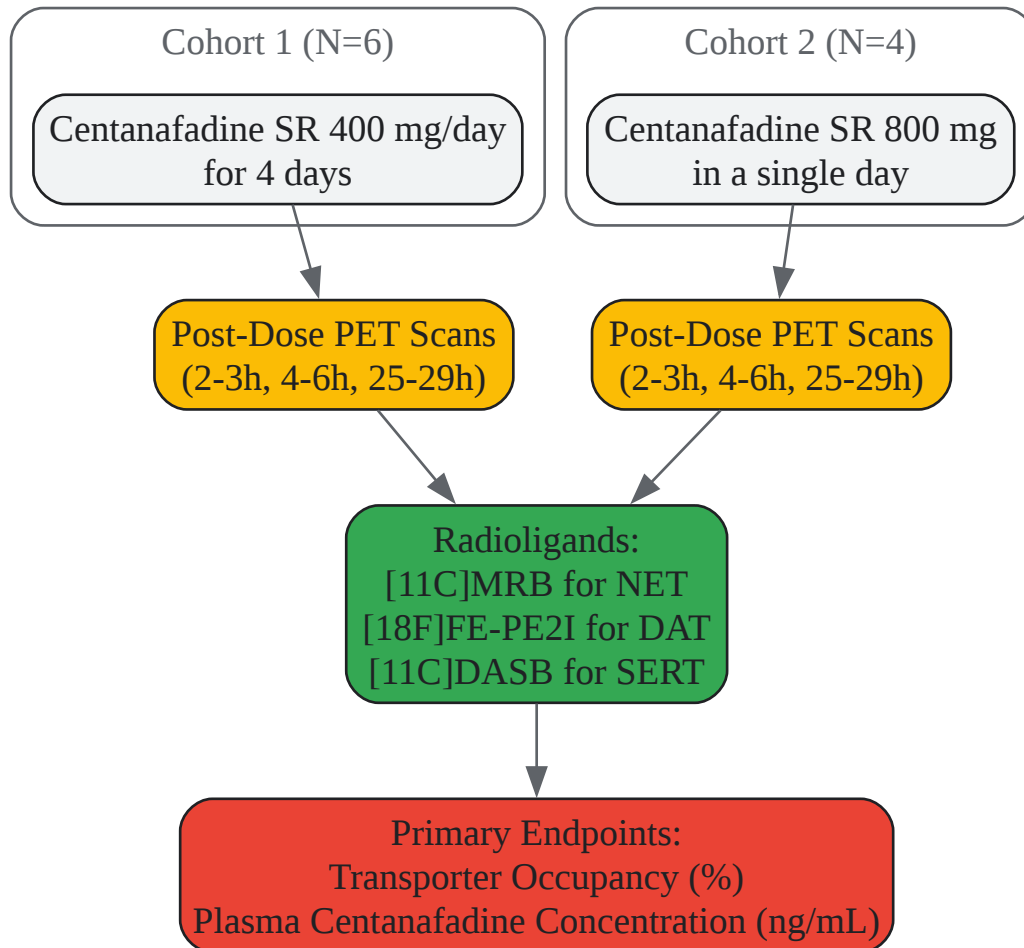 Cohort 1 (N=6)
Cohort 2 (N=4)
Centanafadine SR 400 mg/day
for 4 days
Centanafadine SR 800 mg
in a single day
Post-Dose PET Scans
(2-3h, 4-6h, 25-29h)
Post-Dose PET Scans
(2-3h, 4-6h, 25-29h)
Radioligands:
[11C]MRB for NET
[18F]FE-PE2I for DAT
[11C]DASB for SERT
Primary Endpoints:
Transporter Occupancy (%)
Plasma Centanafadine Concentration (ng/mL)